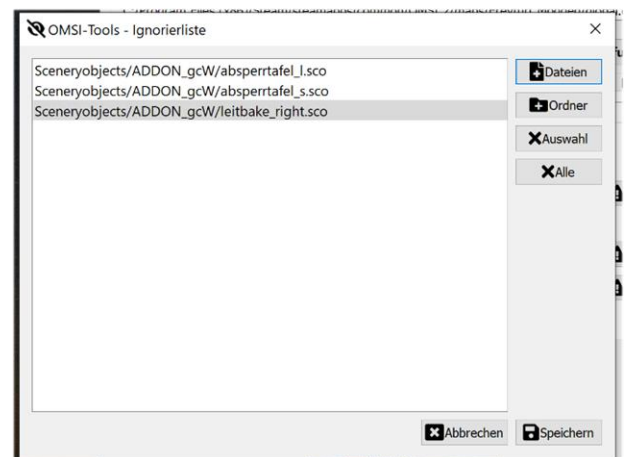 OMSI-Tools - Ignorierliste
Sceneryobjects/ADDON_gcW/absperrtafel_l.sco
Sceneryobjects/ADDON_gcW/absperrtafel_s.sco
Sceneryobjects/ADDON_gcW/leitbake_right.sco
Dateien
Ordner
Auswahl
Alle
Abbrechen
Speichern